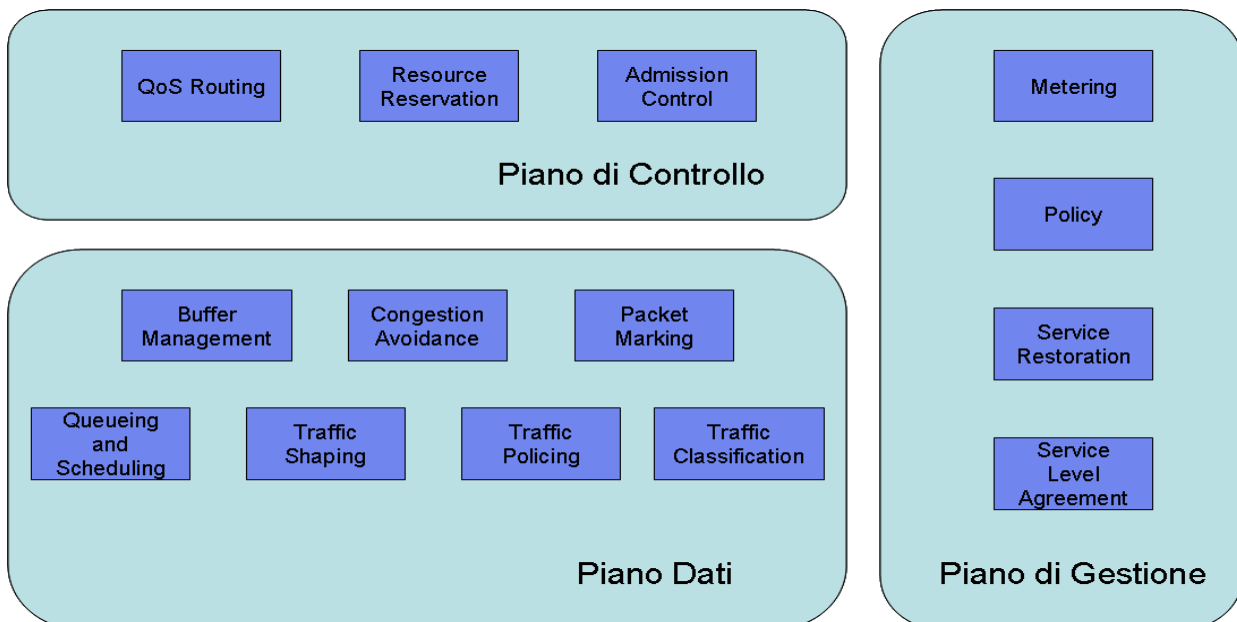 QoS Routing
Resource
Reservation
Admission
Control
Piano di Controllo
Buffer
Management
Congestion
Avoidance
Packet
Marking
Queueing
and
Scheduling
Traffic
Shaping
Traffic
Policing
Traffic
Classification
Piano Dati
Metering
Policy
Service
Restoration
Service
Level
Agreement
Piano di Gestione